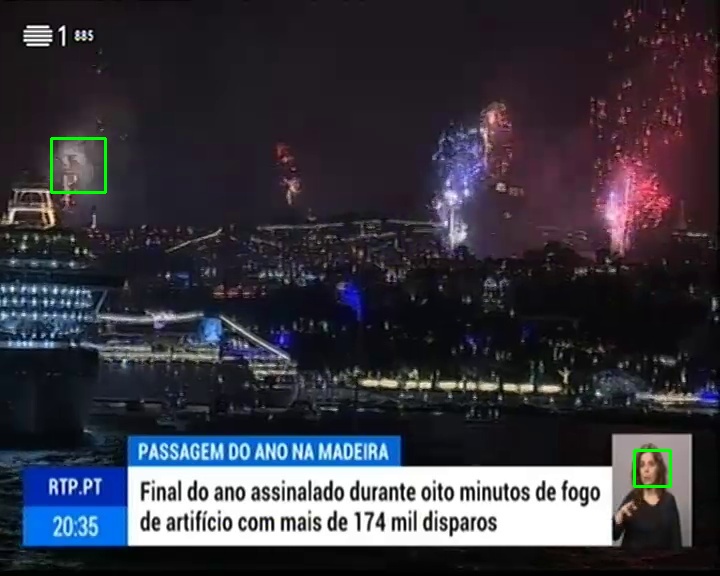 1 885
PASSAGEM DO ANO NA MADEIRA
RTP.PT
20:35
Final do ano assinalado durante oito minutos de fogo
de artifício com mais de 174 mil disparos